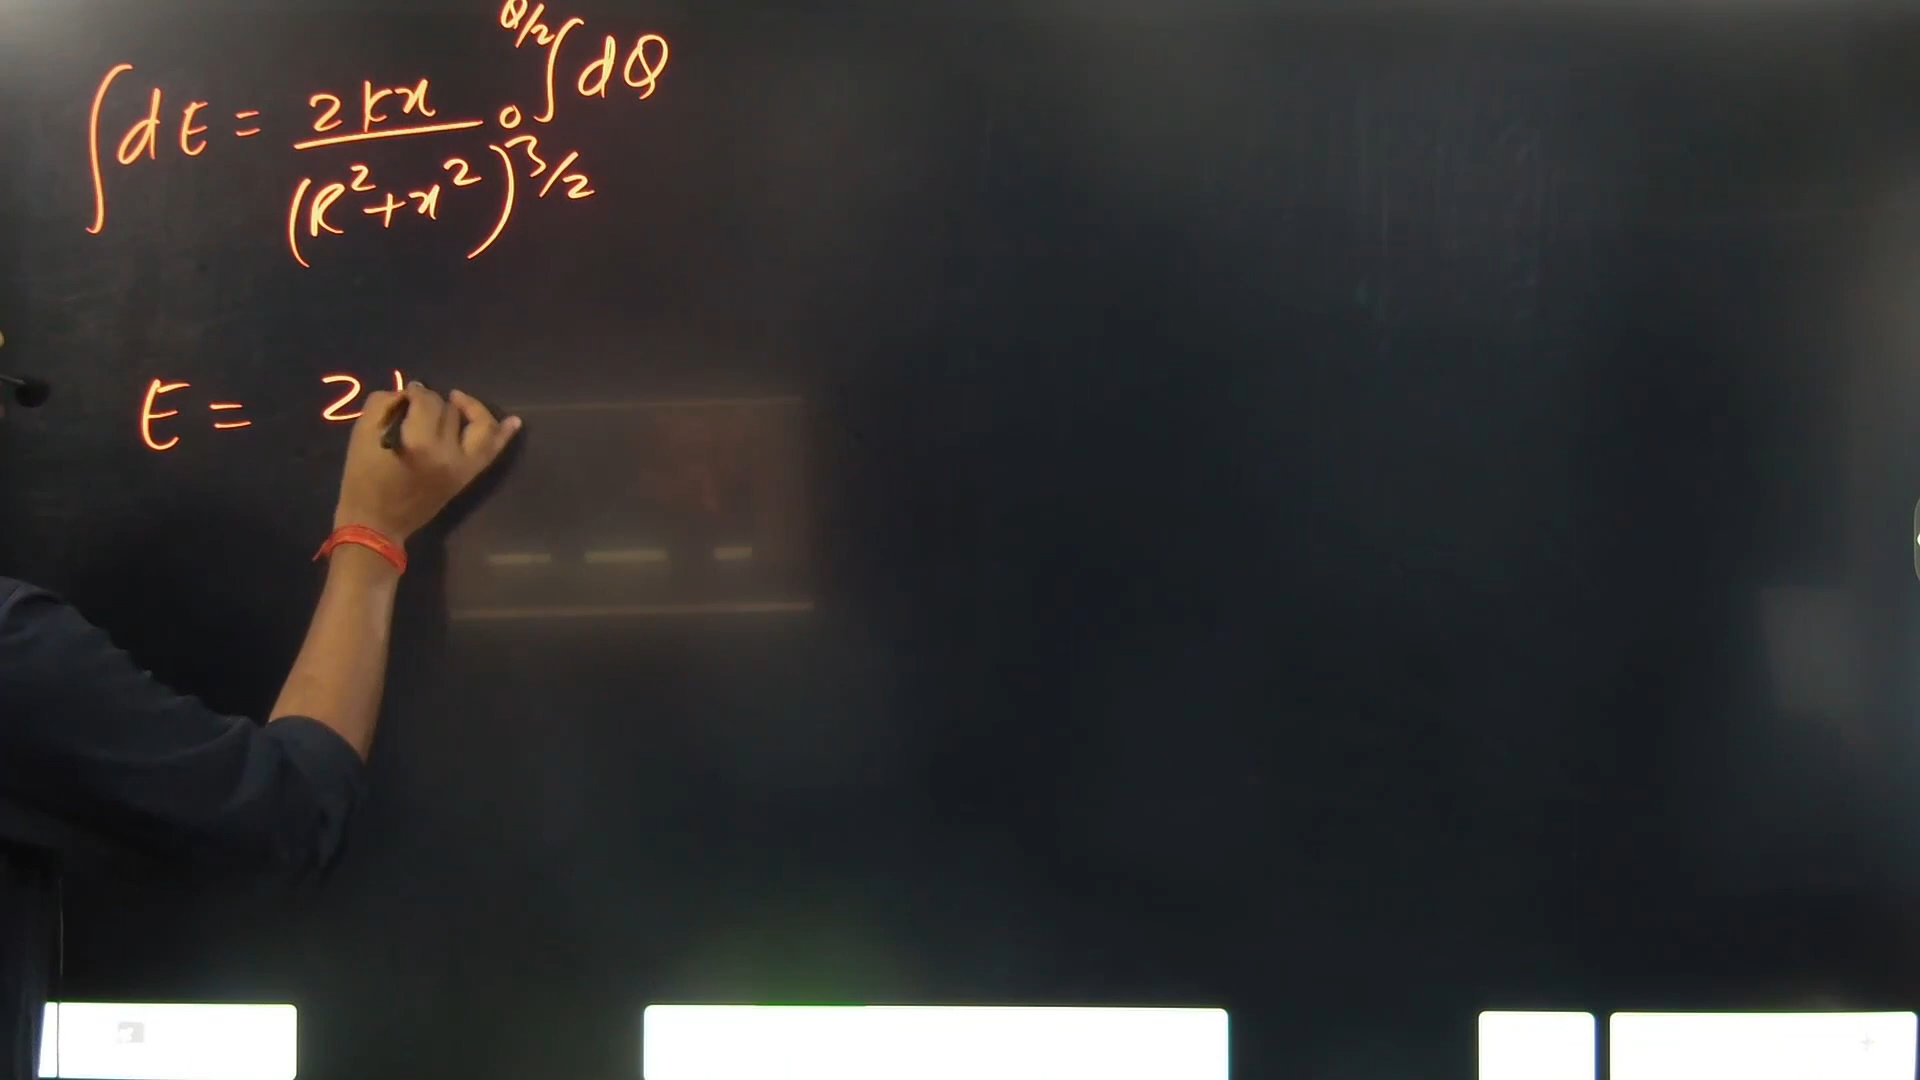 ∫dE = 2Kx/(R²+x²)^3/2 0∫^Q/2 dQ
E = 2